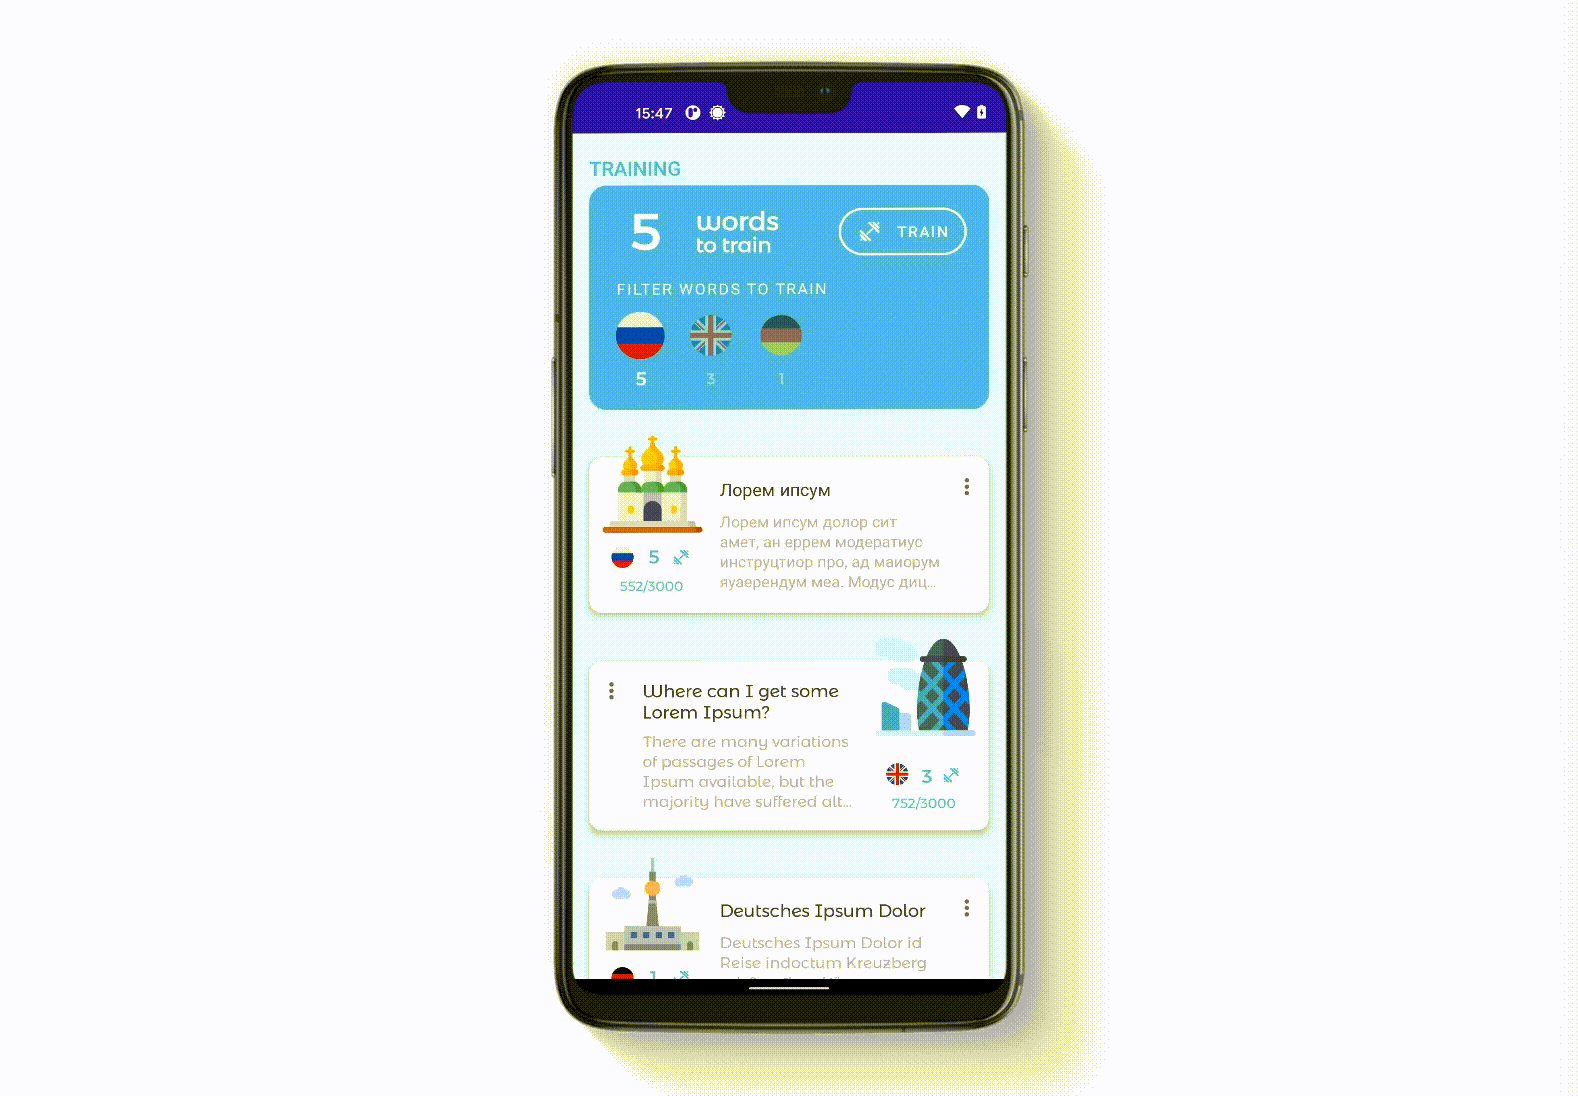 15:47
TRAINING
5
words
to train
TRAIN
FILTER WORDS TO TRAIN
5
3
1
Лорем ипсум
Лорем ипсум долор сит
амет, ан еррем модератиус
инструцтиор про, ад маиорум
яуаерендум меа. Модус диц...
5
552/3000
Where can I get some
Lorem Ipsum?
There are many variations
of passages of Lorem
Ipsum available, but the
majority have suffered alt...
3
752/3000
Deutsches Ipsum Dolor
Deutsches Ipsum Dolor id
Reise indoctum Kreuzberg
1